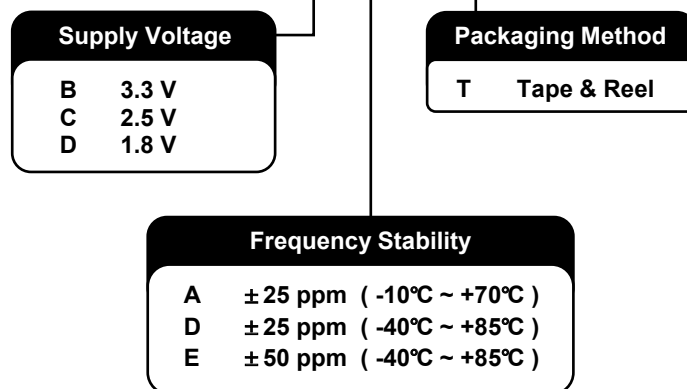 Supply Voltage
B 3.3 V
C 2.5 V
D 1.8 V
Packaging Method
T Tape & Reel
Frequency Stability
A ±25 ppm ( -10℃ ~ +70℃ )
D ±25 ppm ( -40℃ ~ +85℃ )
E ±50 ppm ( -40℃ ~ +85℃ )